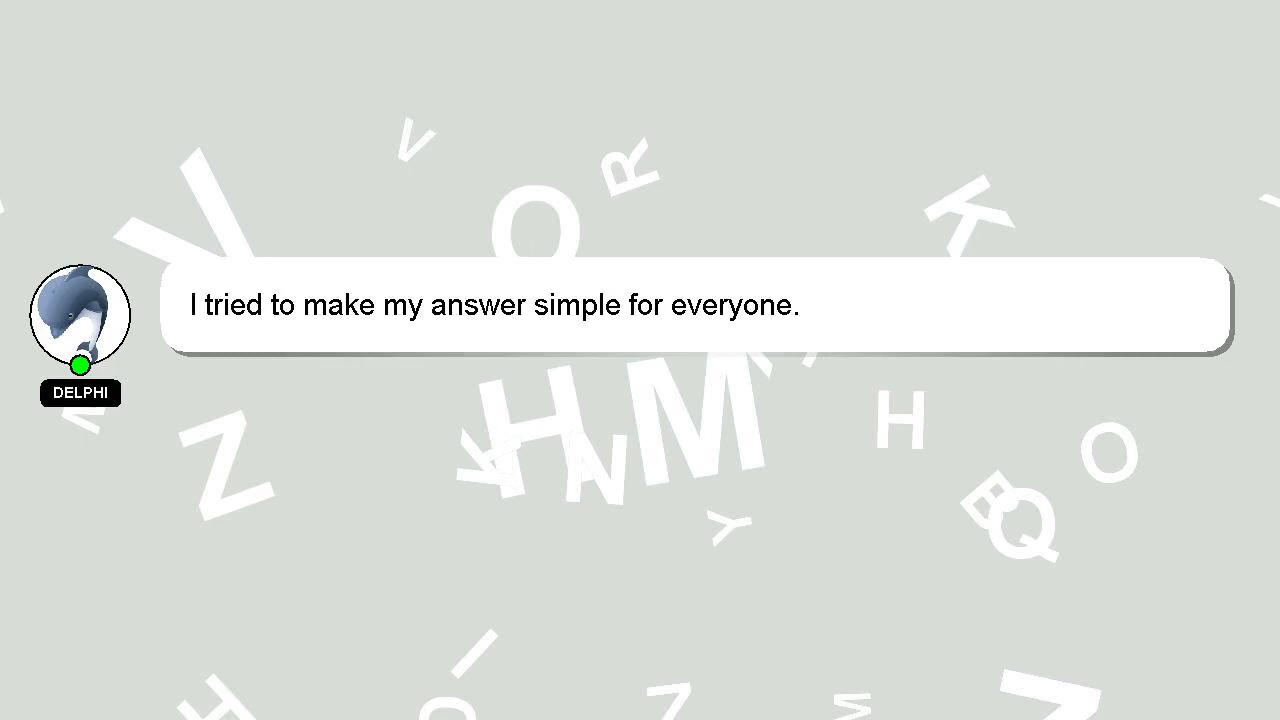 I tried to make my answer simple for everyone.
DELPHI
V
V
O
R
K
N
Z
H
K
N
M
H
O
B
Q
Y
H
O
I
Z
M
Z